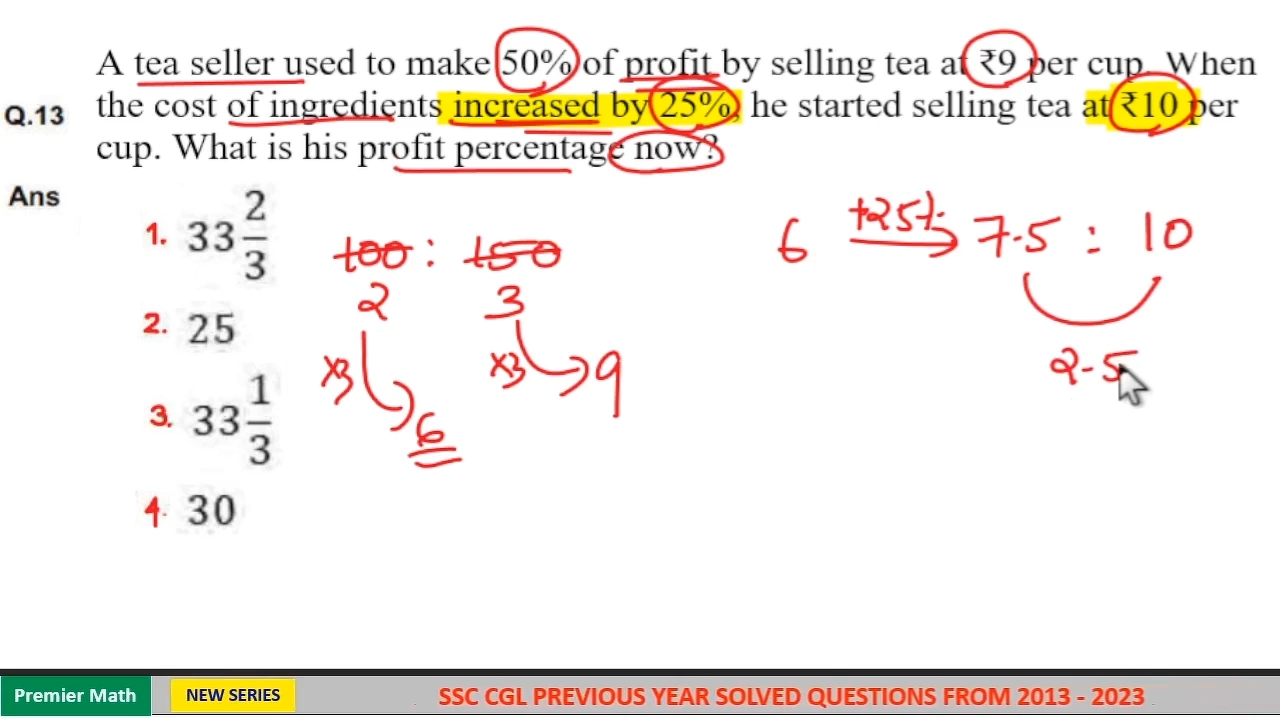 A tea seller used to make 50% of profit by selling tea at ₹9 per cup. When
Q.13 the cost of ingredients increased by 25%, he started selling tea at ₹10 per
cup. What is his profit percentage now?
Ans
1. 33 2/3
2. 25
3. 33 1/3
4. 30
100 : 150
2 3
×3 ×3 9
6
6 +25% 7.5 : 10
2.5
Premier Math NEW SERIES SSC CGL PREVIOUS YEAR SOLVED QUESTIONS FROM 2013 - 2023